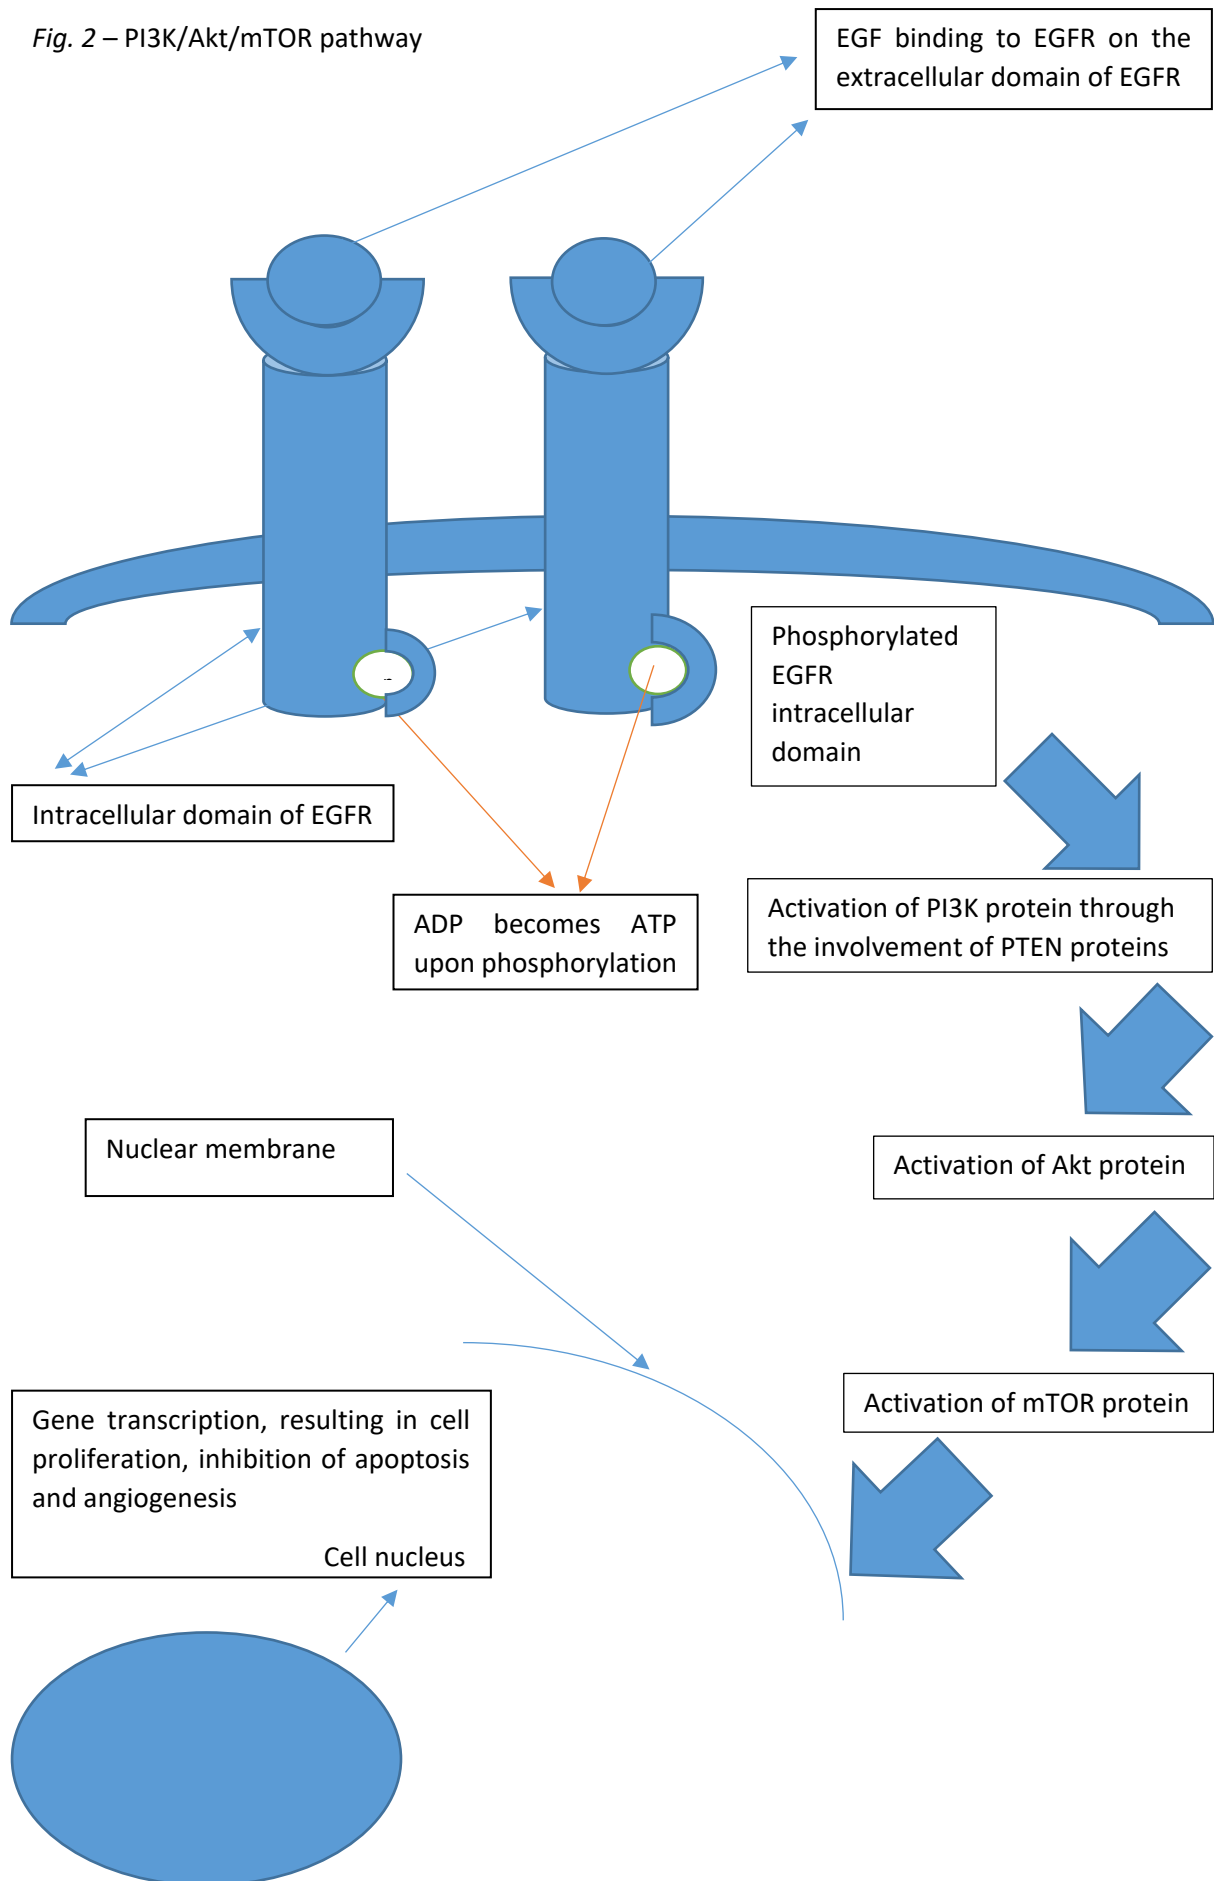 Fig. 2 – PI3K/Akt/mTOR pathway
EGF binding to EGFR on the
extracellular domain of EGFR
Phosphorylated
EGFR
intracellular
domain
Intracellular domain of EGFR
ADP becomes ATP
upon phosphorylation
Activation of PI3K protein through
the involvement of PTEN proteins
Nuclear membrane
Activation of Akt protein
Activation of mTOR protein
Gene transcription, resulting in cell
proliferation, inhibition of apoptosis
and angiogenesis
Cell nucleus